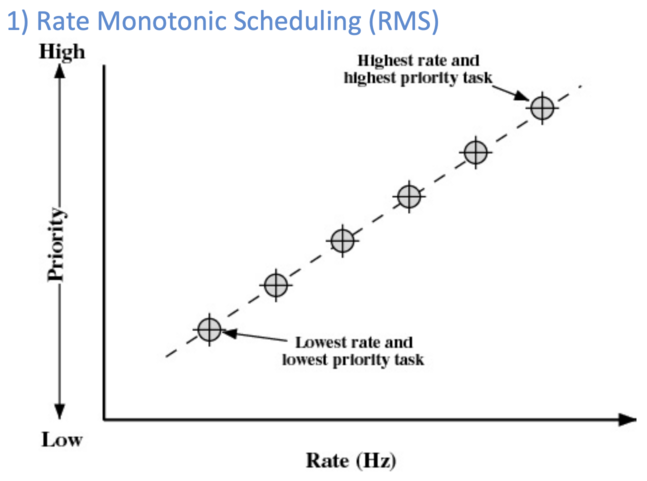 1) Rate Monotonic Scheduling (RMS)
High
Highest rate and
highest priority task
Priority
Lowest rate and
lowest priority task
Low
Rate (Hz)